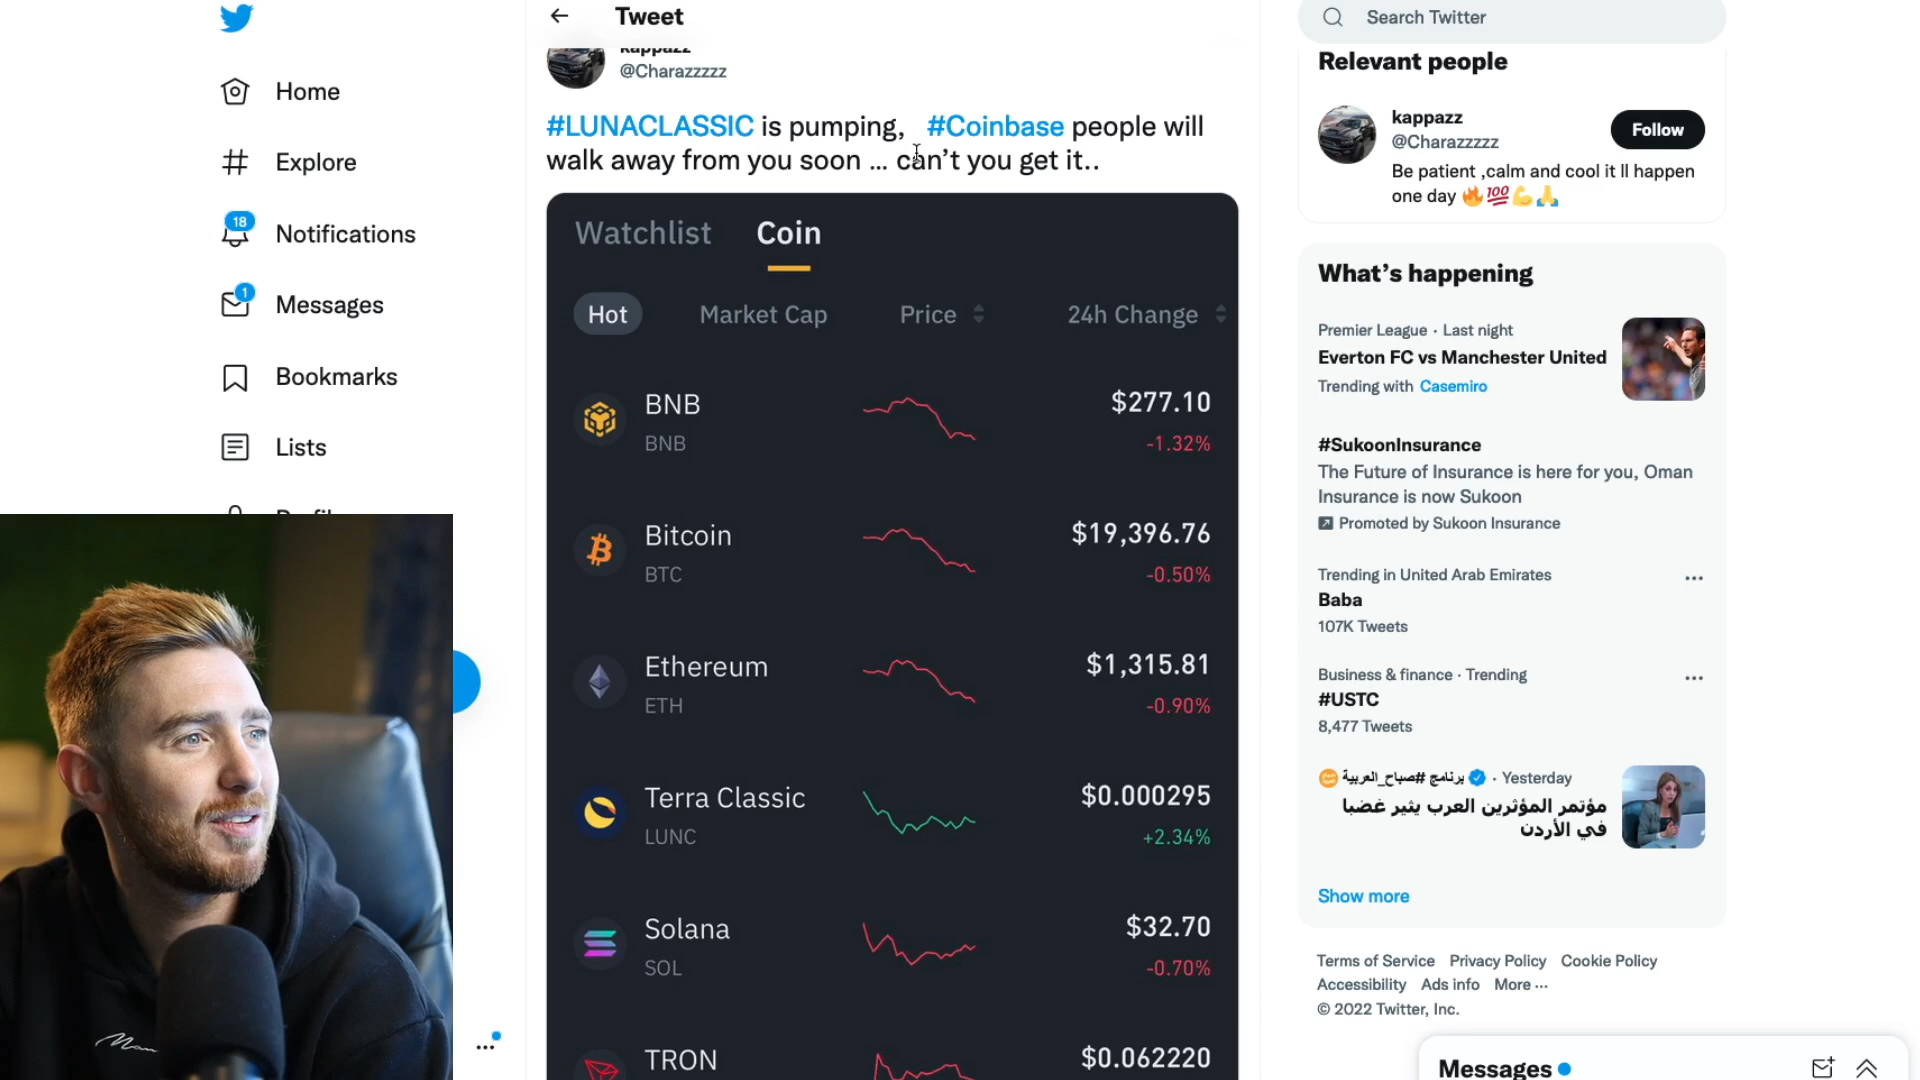 Home
Explore
18
Notifications
1
Messages
Bookmarks
Lists
Tweet
kappazz
@Charazzzzz
#LUNACLASSIC is pumping, #Coinbase people will
walk away from you soon ... can't you get it..
Watchlist Coin
Hot Market Cap Price 24h Change
BNB $277.10
BNB -1.32%
Bitcoin $19,396.76
BTC -0.50%
Ethereum $1,315.81
ETH -0.90%
Terra Classic $0.000295
LUNC +2.34%
Solana $32.70
SOL -0.70%
TRON $0.062220
Search Twitter
Relevant people
kappazz
@Charazzzzz
Follow
Be patient ,calm and cool it ll happen
one day 🔥💯💪🙏
What's happening
Premier League · Last night
Everton FC vs Manchester United
Trending with Casemiro
#SukoonInsurance
The Future of Insurance is here for you, Oman
Insurance is now Sukoon
Promoted by Sukoon Insurance
Trending in United Arab Emirates
Baba
107K Tweets
Business & finance · Trending
#USTC
8,477 Tweets
برنامج #صباح_العربية · Yesterday
مؤتمر المؤثرين العرب يثير غضبا
في الأردن
Show more
Terms of Service Privacy Policy Cookie Policy
Accessibility Ads info More ...
© 2022 Twitter, Inc.
Messages